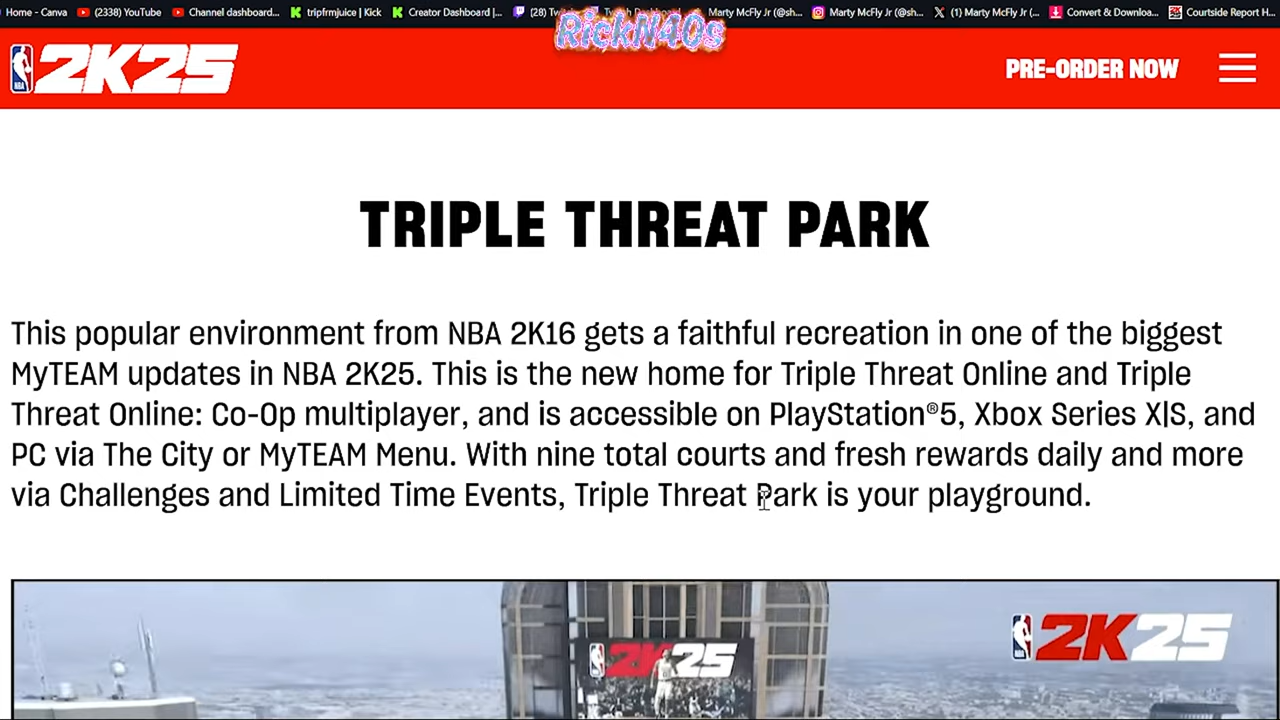 Home - Canva (2338) YouTube Channel dashboard... tripfrmjuice | Kick Creator Dashboard |... (28) Marty McFly Jr (@sh... Marty McFly Jr (@sh... (1) Marty McFly Jr (... Convert & Downloa... Courtside Report H...
RickN40s
NBA 2K25 PRE-ORDER NOW
TRIPLE THREAT PARK
This popular environment from NBA 2K16 gets a faithful recreation in one of the biggest
MyTEAM updates in NBA 2K25. This is the new home for Triple Threat Online and Triple
Threat Online: Co-Op multiplayer, and is accessible on PlayStation®5, Xbox Series X|S, and
PC via The City or MyTEAM Menu. With nine total courts and fresh rewards daily and more
via Challenges and Limited Time Events, Triple Threat Park is your playground.
NBA 2K25
2K25